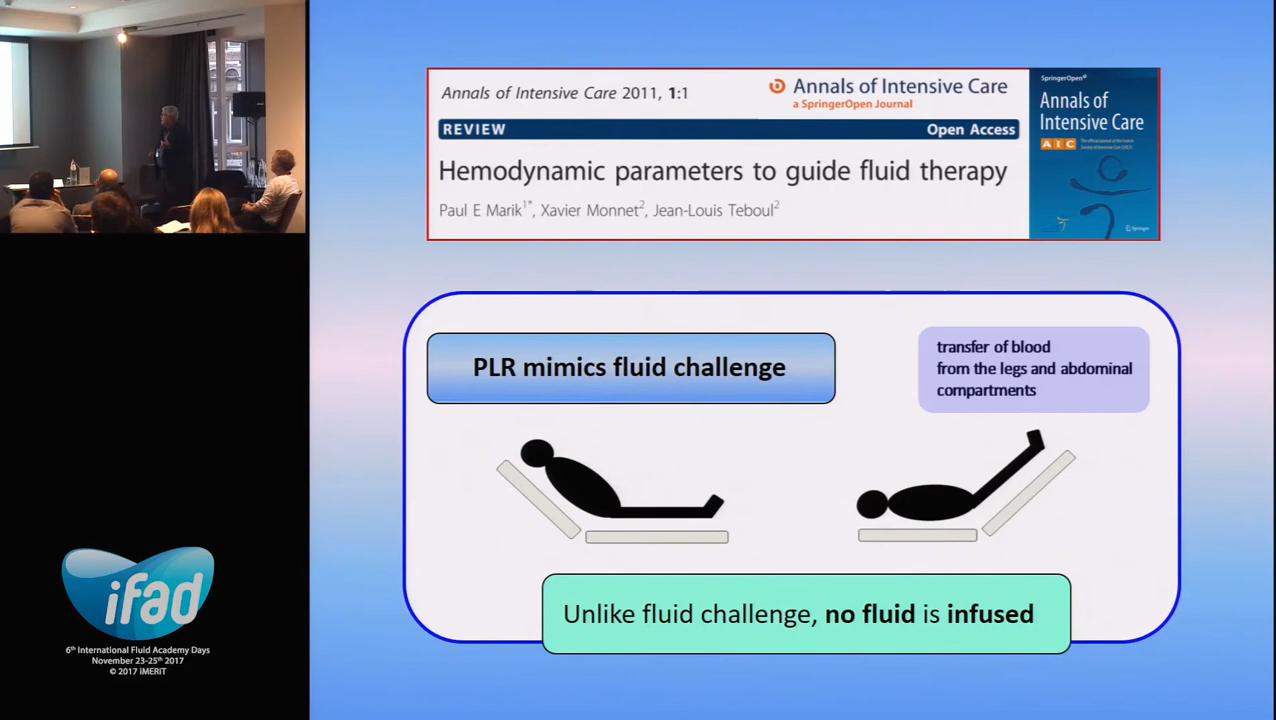 Annals of Intensive Care 2011, 1:1
Annals of Intensive Care
a SpringerOpen Journal
REVIEW
Open Access
Hemodynamic parameters to guide fluid therapy
Paul E Marik1*, Xavier Monnet2, Jean-Louis Teboul2
SpringerOpen
Annals of
Intensive Care
AIC
Springer
PLR mimics fluid challenge
transfer of blood
from the legs and abdominal
compartments
Unlike fluid challenge, no fluid is infused
ifad
6th International Fluid Academy Days
November 23-25th 2017
© 2017 iMERiT